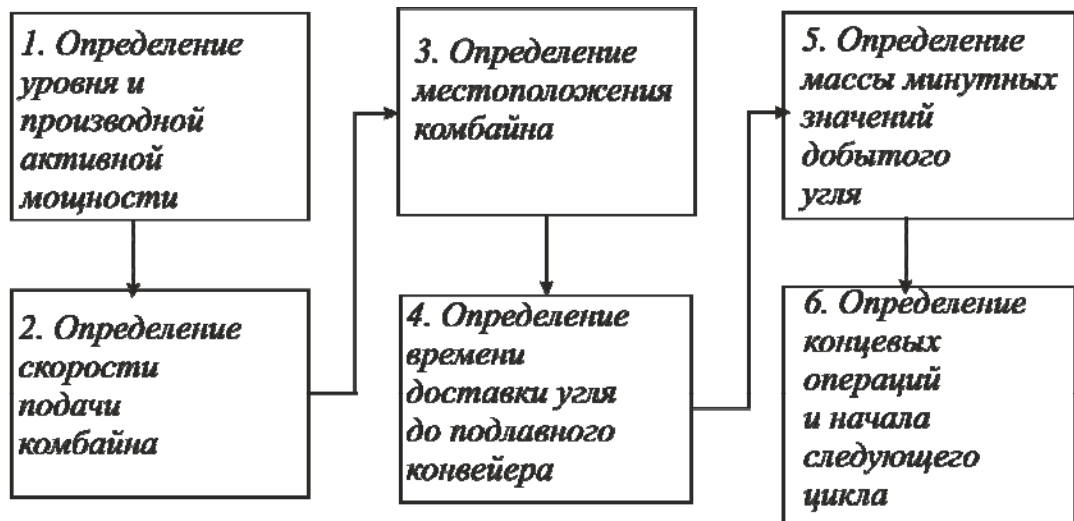 1. Определение
уровня и
производной
активной
мощности
2. Определение
скорости
подачи
комбайна
3. Определение
местоположения
комбайна
4. Определение
времени
доставки угля
до подлавного
конвейера
5. Определение
массы минутных
значений
добытого
угля
6. Определение
концевых
операций
и начала
следующего
цикла